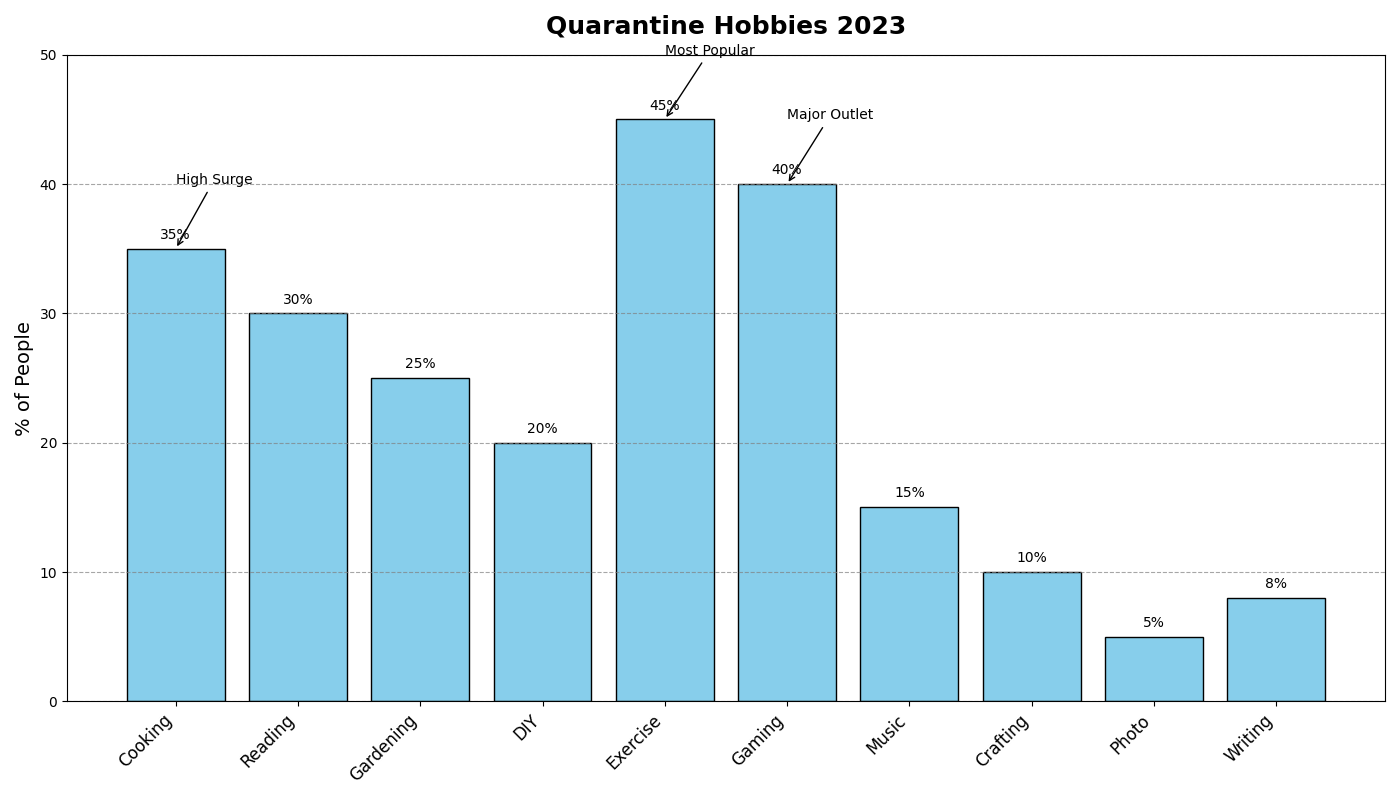 Quarantine Hobbies 2023
Most Popular
50
45%
Major Outlet
40%
High Surge
40
35%
30%
30
25%
20%
20
15%
10%
10
8%
5%
0
% of People
Cooking
Reading
Gardening
DIY
Exercise
Gaming
Music
Crafting
Photo
Writing